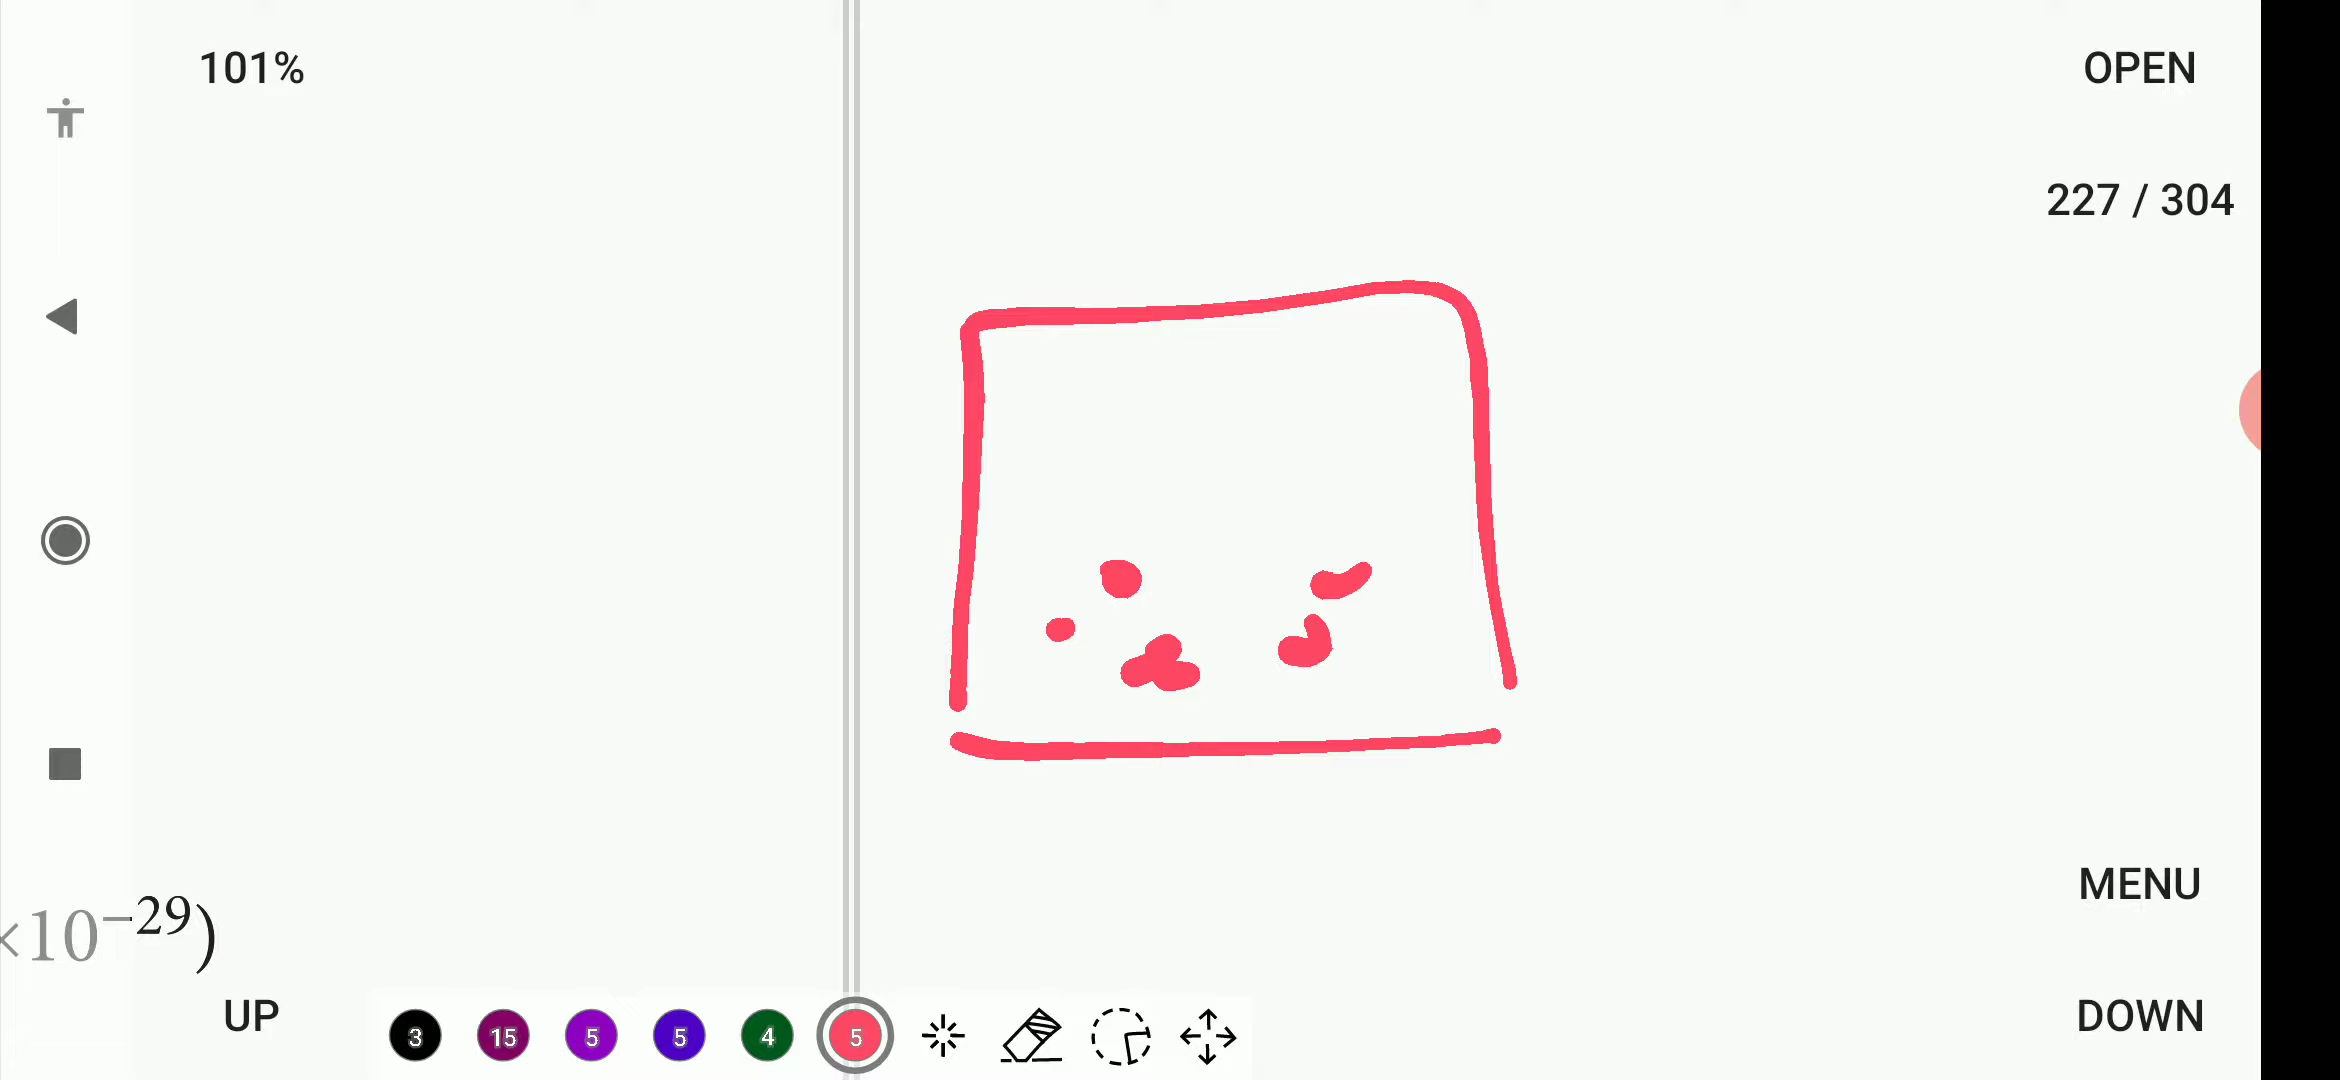 101%
OPEN
227 / 304
×10⁻²⁹)
MENU
UP
3 15 5 5 4 5
DOWN